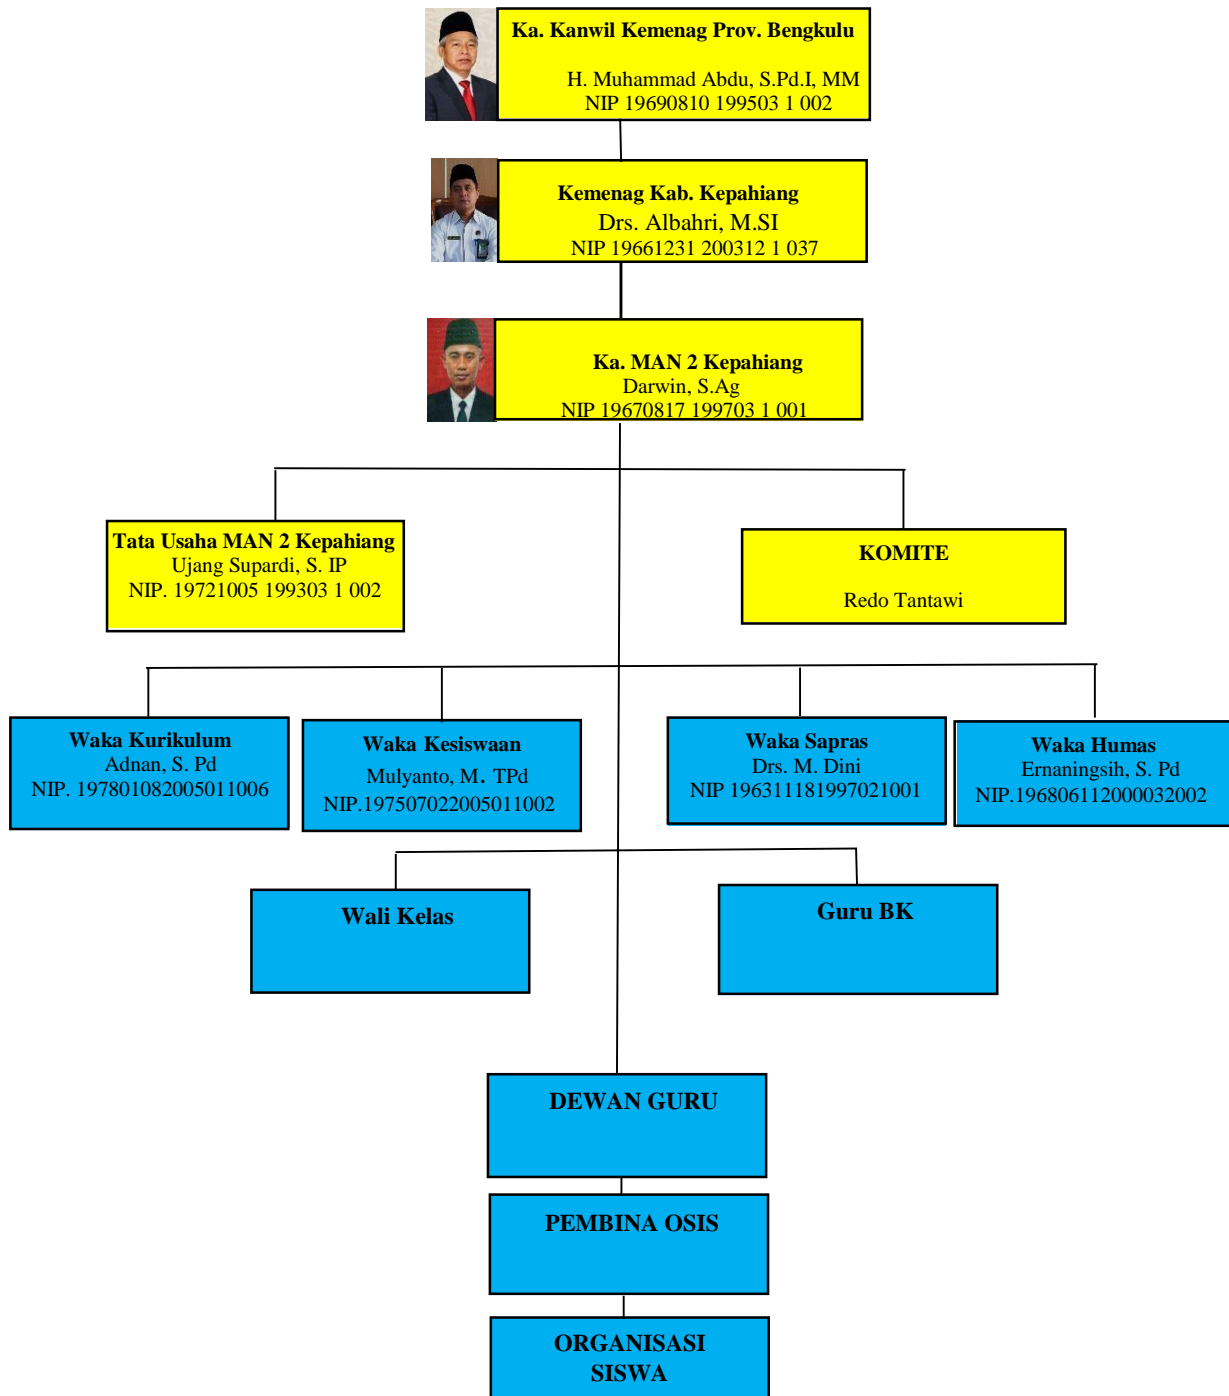 Ka. Kanwil Kemenag Prov. Bengkulu
H. Muhammad Abdu, S.Pd.I, MM
NIP 19690810 199503 1 002
Kemenag Kab. Kepahiang
Drs. Albahri, M.SI
NIP 19661231 200312 1 037
Ka. MAN 2 Kepahiang
Darwin, S.Ag
NIP 19670817 199703 1 001
Tata Usaha MAN 2 Kepahiang
Ujang Supardi, S. IP
NIP. 19721005 199303 1 002
KOMITE
Redo Tantawi
Waka Kurikulum
Adnan, S. Pd
NIP. 197801082005011006
Waka Kesiswaan
Mulyanto, M. TPd
NIP.197507022005011002
Waka Sapras
Drs. M. Dini
NIP 196311181997021001
Waka Humas
Ernaningsih, S. Pd
NIP.196806112000032002
Wali Kelas
Guru BK
DEWAN GURU
PEMBINA OSIS
ORGANISASI
SISWA